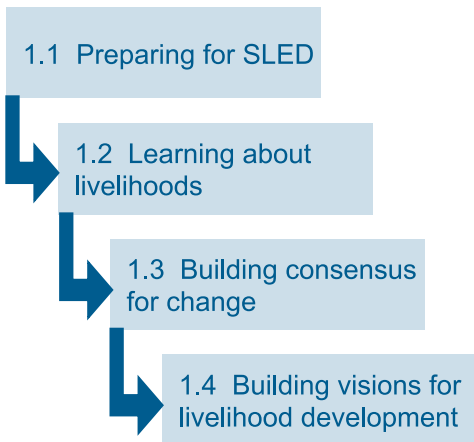 1.1 Preparing for SLED
1.2 Learning about
livelihoods
1.3 Building consensus
for change
1.4 Building visions for
livelihood development